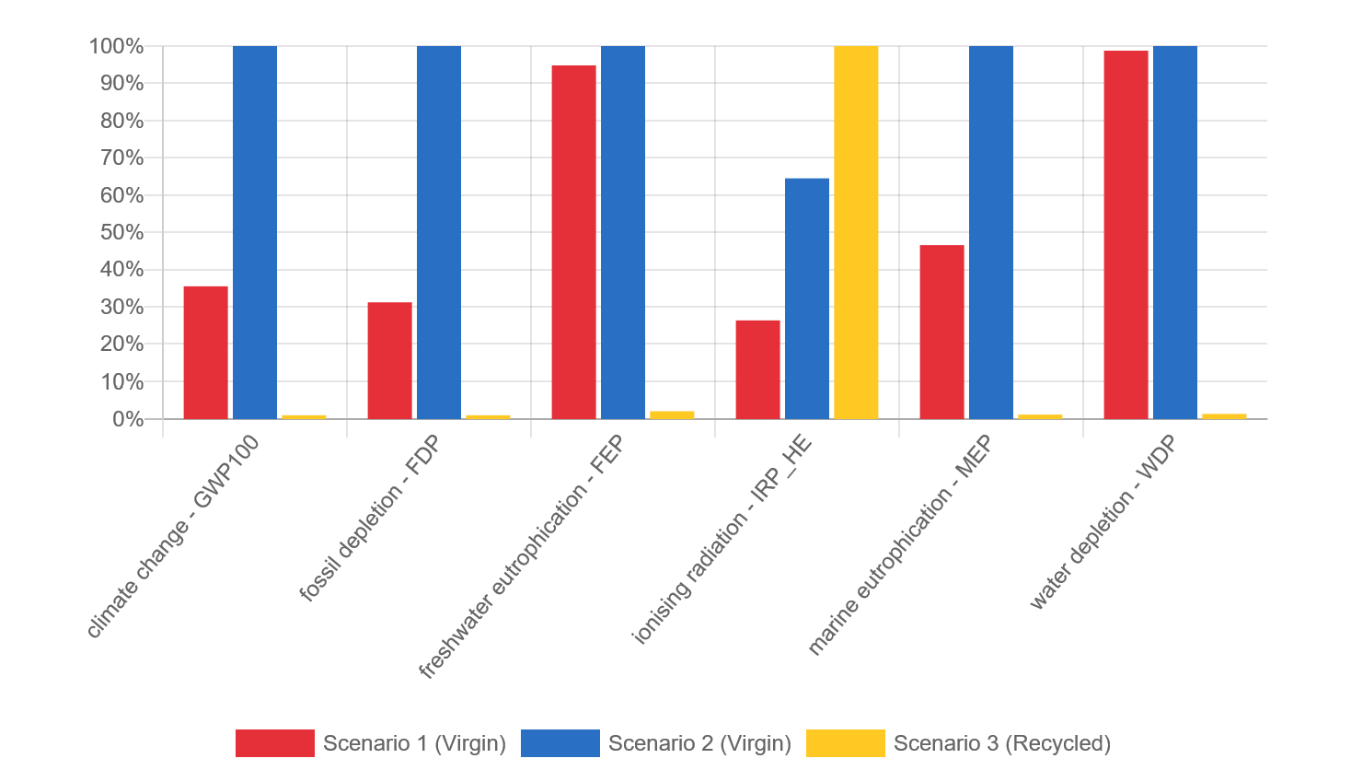 100%
90%
80%
70%
60%
50%
40%
30%
20%
10%
0%
climate change - GWP100
fossil depletion - FDP
freshwater eutrophication - FEP
ionising radiation - IRP_HE
marine eutrophication - MEP
water depletion - WDP
Scenario 1 (Virgin) Scenario 2 (Virgin) Scenario 3 (Recycled)